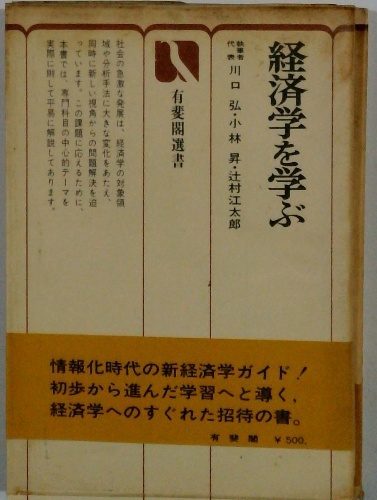 経済学を学ぶ
執筆者
代表
川口 弘・小林 昇・辻村江太郎
有斐閣選書
社会の急激な発展は、経済学の対象領
域や分析手法に大きな変化をあたえ、
同時に新しい視角からの問題解決を迫
っています。この課題に応えるために、
本書では、専門科目の中心的テーマを
実際に則して平易に解説してあります。
情報化時代の新経済学ガイド!
初歩から進んだ学習へと導く,
経済学へのすぐれた招待の書。
有斐閣 ¥500.